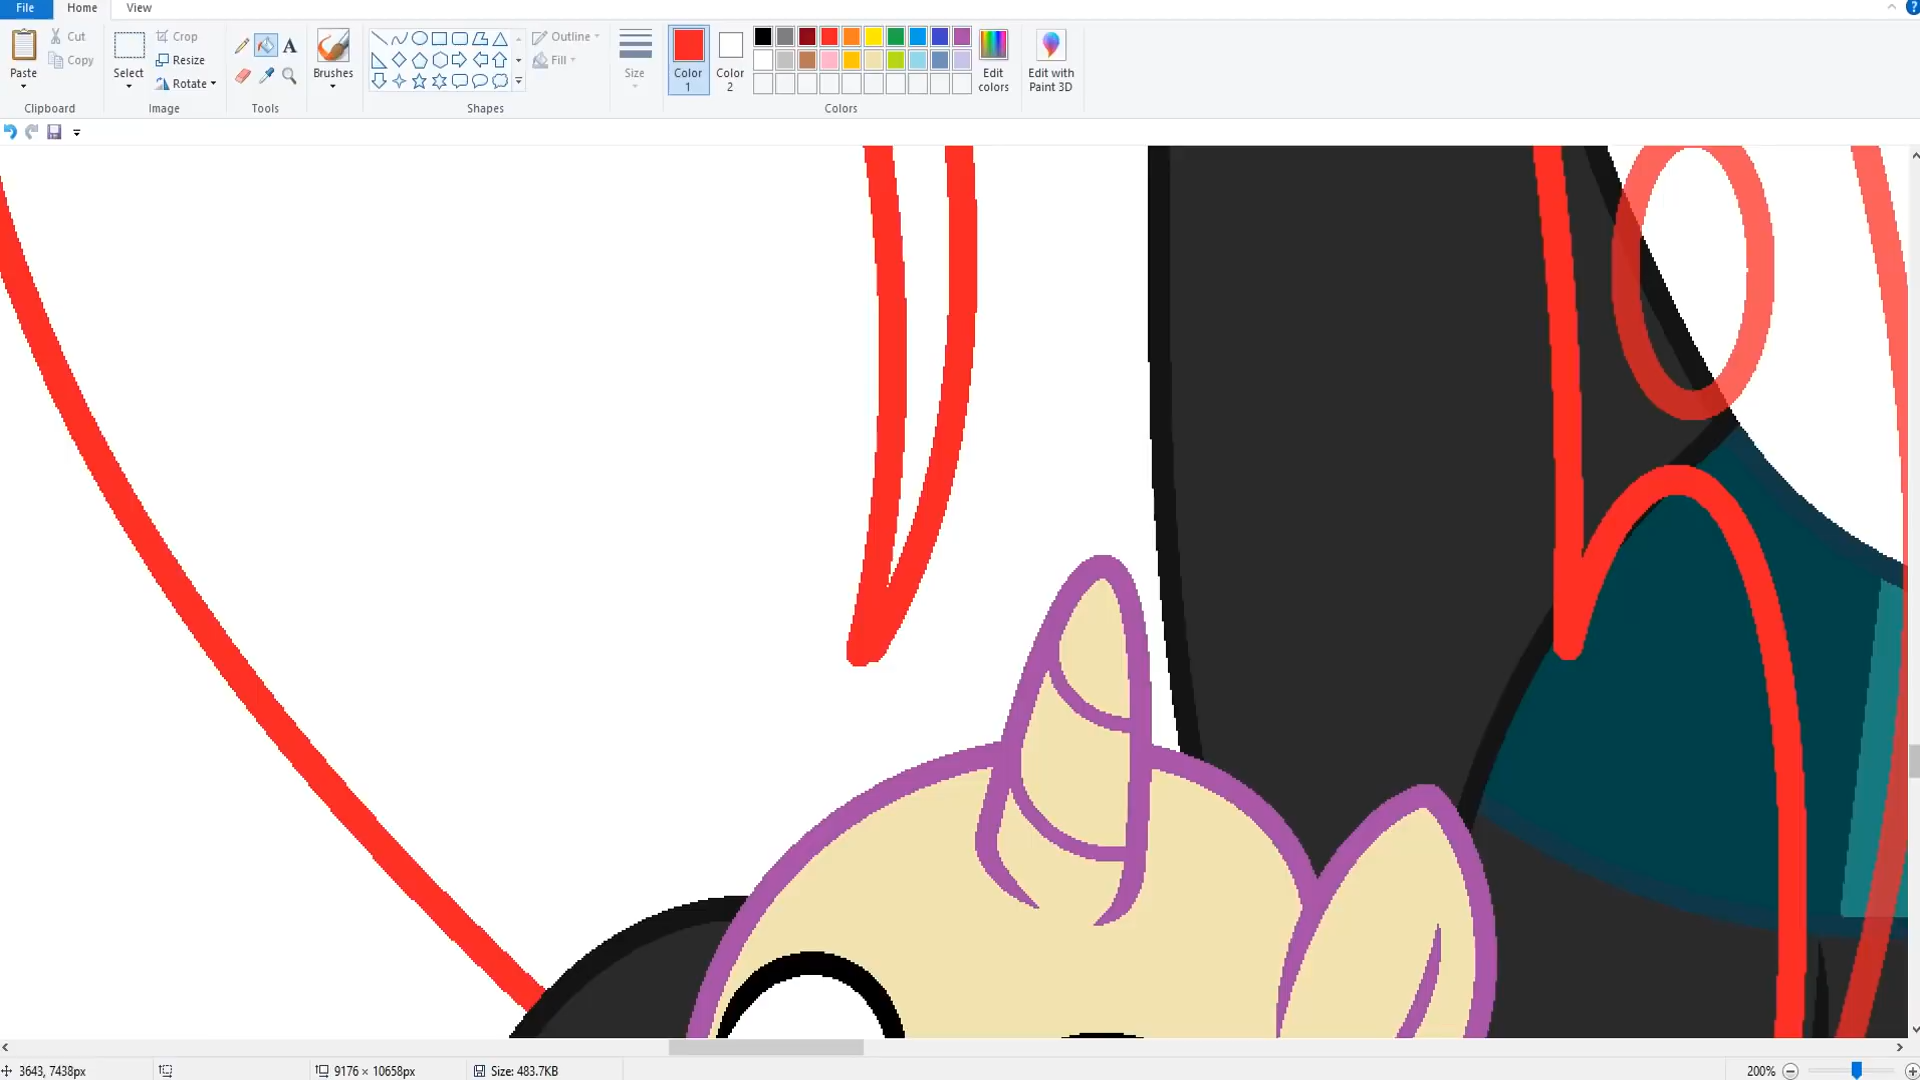 File Home View
Paste
Cut
Copy
Clipboard
Select
Crop
Resize
Rotate
Image
A
Tools
Brushes
Shapes
Outline
Fill
Size
Color
1
Color
2
Colors
Edit
colors
Edit with
Paint 3D
3643, 7438px
9176 × 10658px
Size: 483.7KB
200%